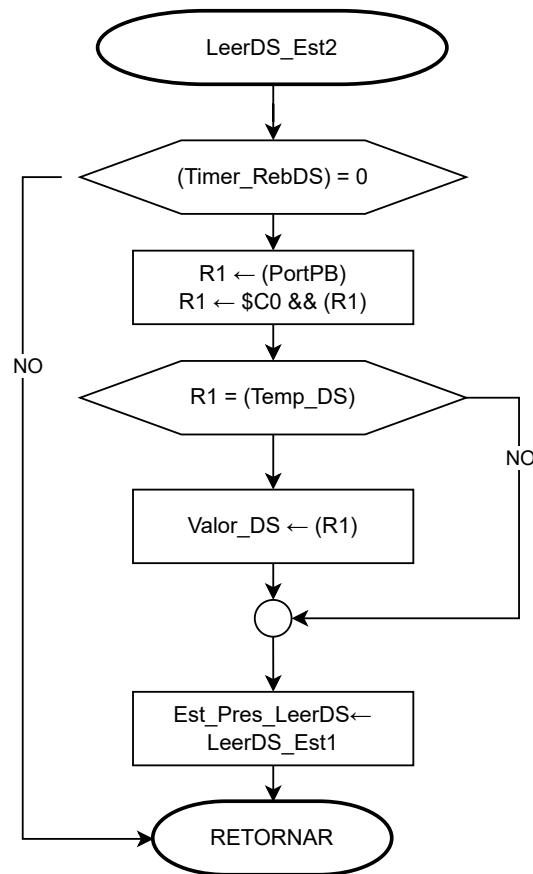 LeerDS_Est2
(Timer_RebDS) = 0
R1 ← (PortPB)
R1 ← $C0 && (R1)
NO
R1 = (Temp_DS)
NO
Valor_DS ← (R1)
Est_Pres_LeerDS←
LeerDS_Est1
RETORNAR